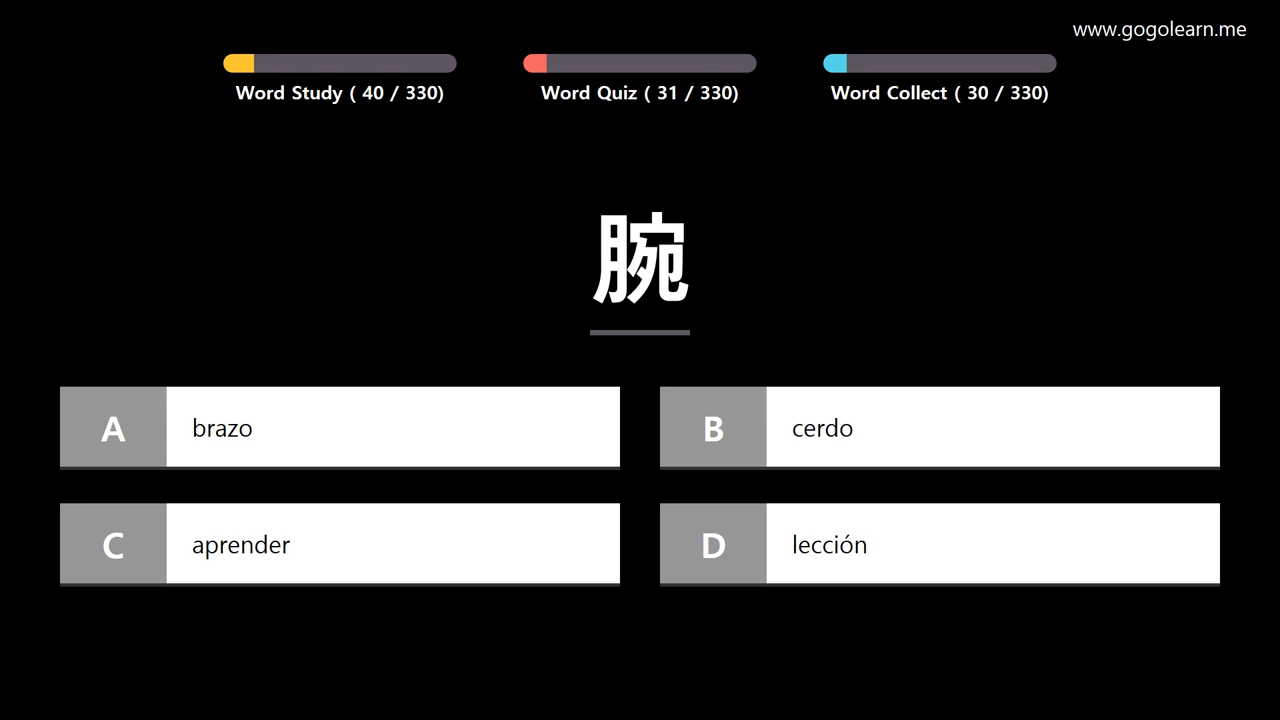 www.gogolearn.me
Word Study ( 40 / 330)
Word Quiz ( 31 / 330)
Word Collect ( 30 / 330)
腕
A brazo
B cerdo
C aprender
D lección